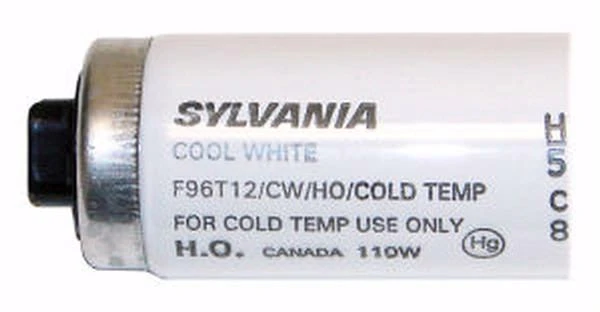 SYLVANIA
COOL WHITE
F96T12/CW/HO/COLD TEMP
FOR COLD TEMP USE ONLY
H.O. CANADA 110W Hg
H
5
C
8